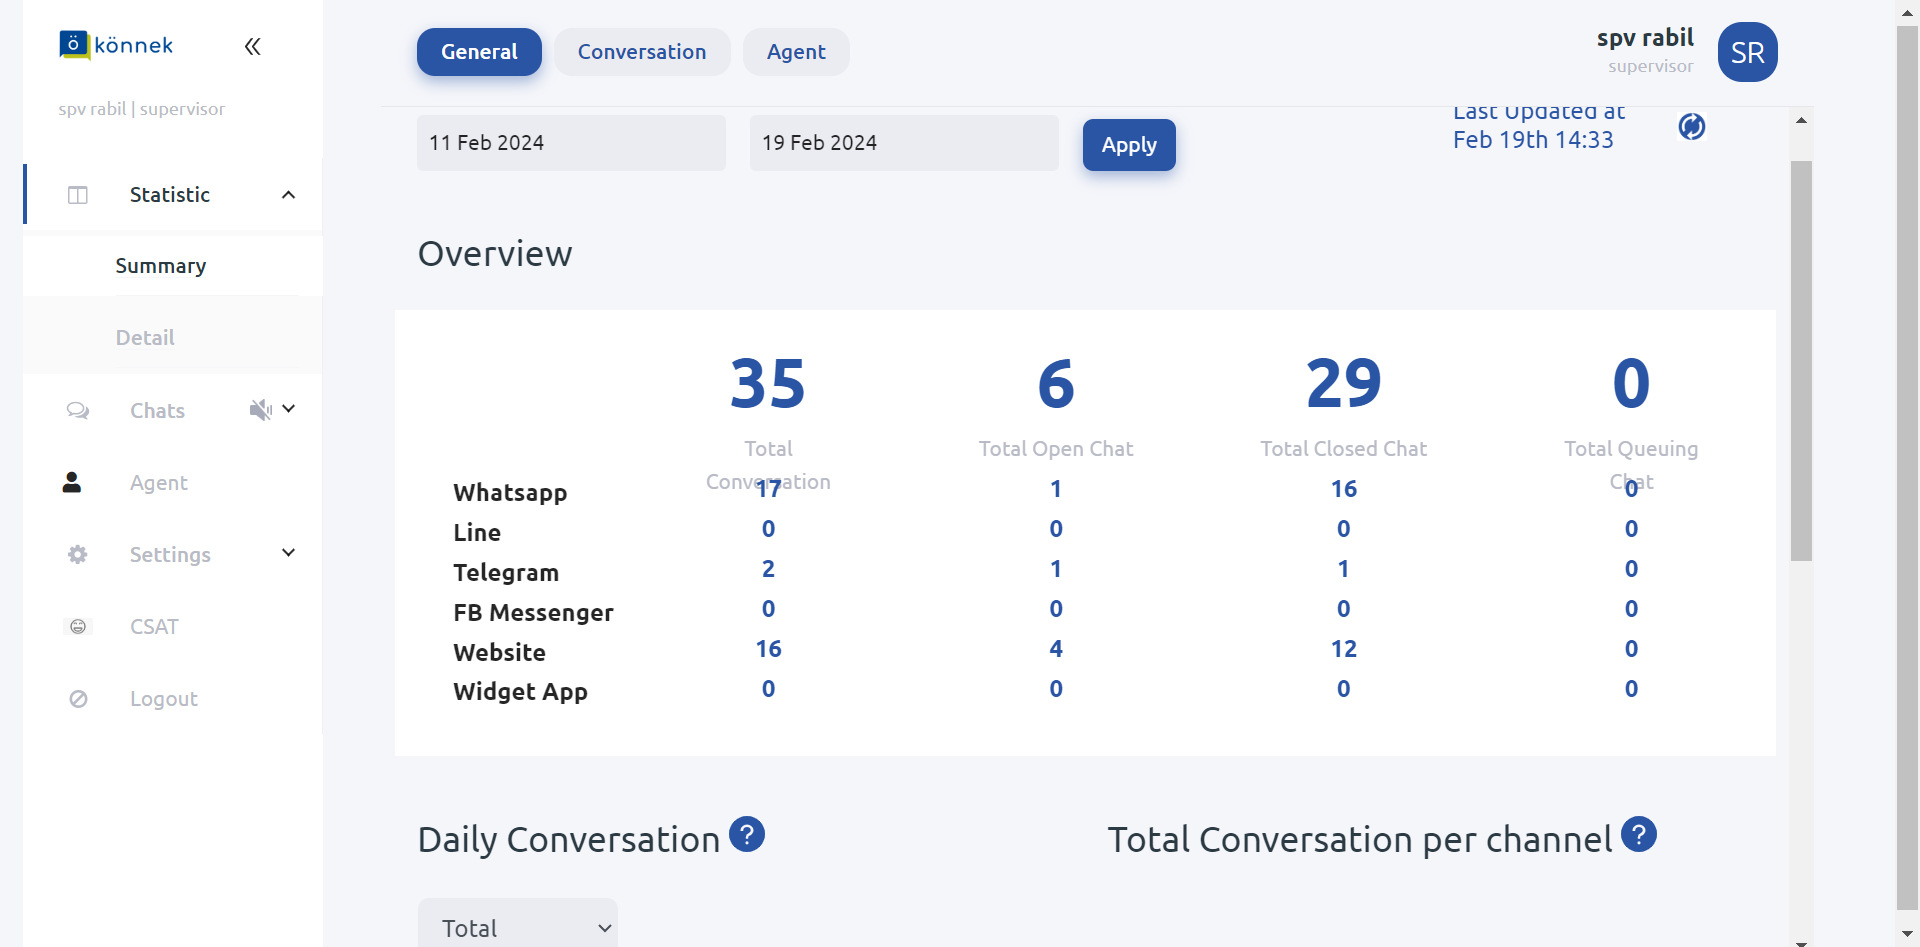 könnek
spv rabil | supervisor
Statistic
Summary
Detail
Chats
Agent
Settings
CSAT
Logout
General Conversation Agent
spv rabil
supervisor
SR
11 Feb 2024 19 Feb 2024 Apply
Last Updated at
Feb 19th 14:33
Overview
35 6 29 0
Total Conversation Total Open Chat Total Closed Chat Total Queuing Chat
Whatsapp 17 1 16 0
Line 0 0 0 0
Telegram 2 1 1 0
FB Messenger 0 0 0 0
Website 16 4 12 0
Widget App 0 0 0 0
Daily Conversation ?
Total Conversation per channel ?
Total